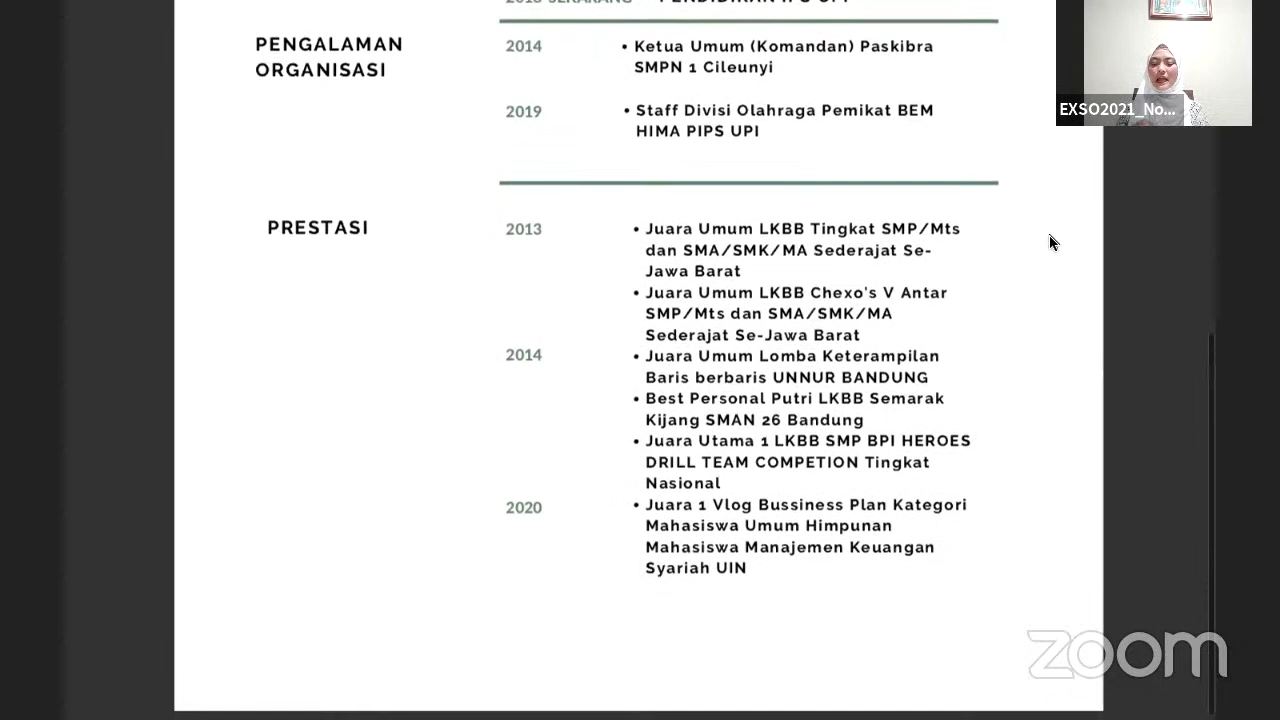 PENDIDIKAN IPS UPI
PENGALAMAN
ORGANISASI
2014
• Ketua Umum (Komandan) Paskibra
SMPN 1 Cileunyi
2019
• Staff Divisi Olahraga Pemikat BEM
HIMA PIPS UPI
EXSO2021_No...
PRESTASI
2013
• Juara Umum LKBB Tingkat SMP/Mts
dan SMA/SMK/MA Sederajat Se-
Jawa Barat
• Juara Umum LKBB Chexo's V Antar
SMP/Mts dan SMA/SMK/MA
Sederajat Se-Jawa Barat
2014
• Juara Umum Lomba Keterampilan
Baris berbaris UNNUR BANDUNG
• Best Personal Putri LKBB Semarak
Kijang SMAN 26 Bandung
• Juara Utama 1 LKBB SMP BPI HEROES
DRILL TEAM COMPETION Tingkat
Nasional
2020
• Juara 1 Vlog Bussiness Plan Kategori
Mahasiswa Umum Himpunan
Mahasiswa Manajemen Keuangan
Syariah UIN
zoom